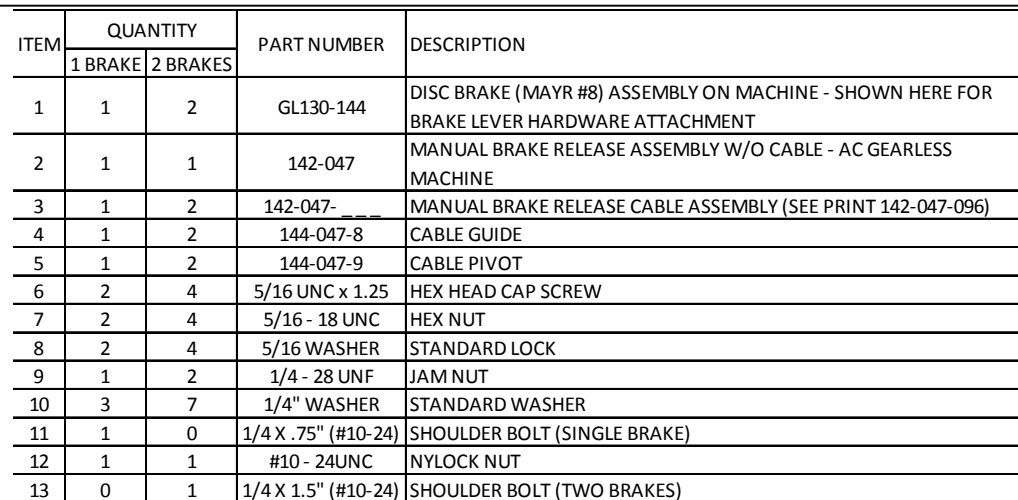 ITEM QUANTITY PART NUMBER DESCRIPTION
1 BRAKE 2 BRAKES
1 1 2 GL130-144 DISC BRAKE (MAYR #8) ASSEMBLY ON MACHINE - SHOWN HERE FOR
BRAKE LEVER HARDWARE ATTACHMENT
2 1 1 142-047 MANUAL BRAKE RELEASE ASSEMBLY W/O CABLE - AC GEARLESS
MACHINE
3 1 2 142-047- _ _ _ MANUAL BRAKE RELEASE CABLE ASSEMBLY (SEE PRINT 142-047-096)
4 1 2 144-047-8 CABLE GUIDE
5 1 2 144-047-9 CABLE PIVOT
6 2 4 5/16 UNC x 1.25 HEX HEAD CAP SCREW
7 2 4 5/16 - 18 UNC HEX NUT
8 2 4 5/16 WASHER STANDARD LOCK
9 1 2 1/4 - 28 UNF JAM NUT
10 3 7 1/4" WASHER STANDARD WASHER
11 1 0 1/4 X .75" (#10-24) SHOULDER BOLT (SINGLE BRAKE)
12 1 1 #10 - 24UNC NYLOCK NUT
13 0 1 1/4 X 1.5" (#10-24) SHOULDER BOLT (TWO BRAKES)